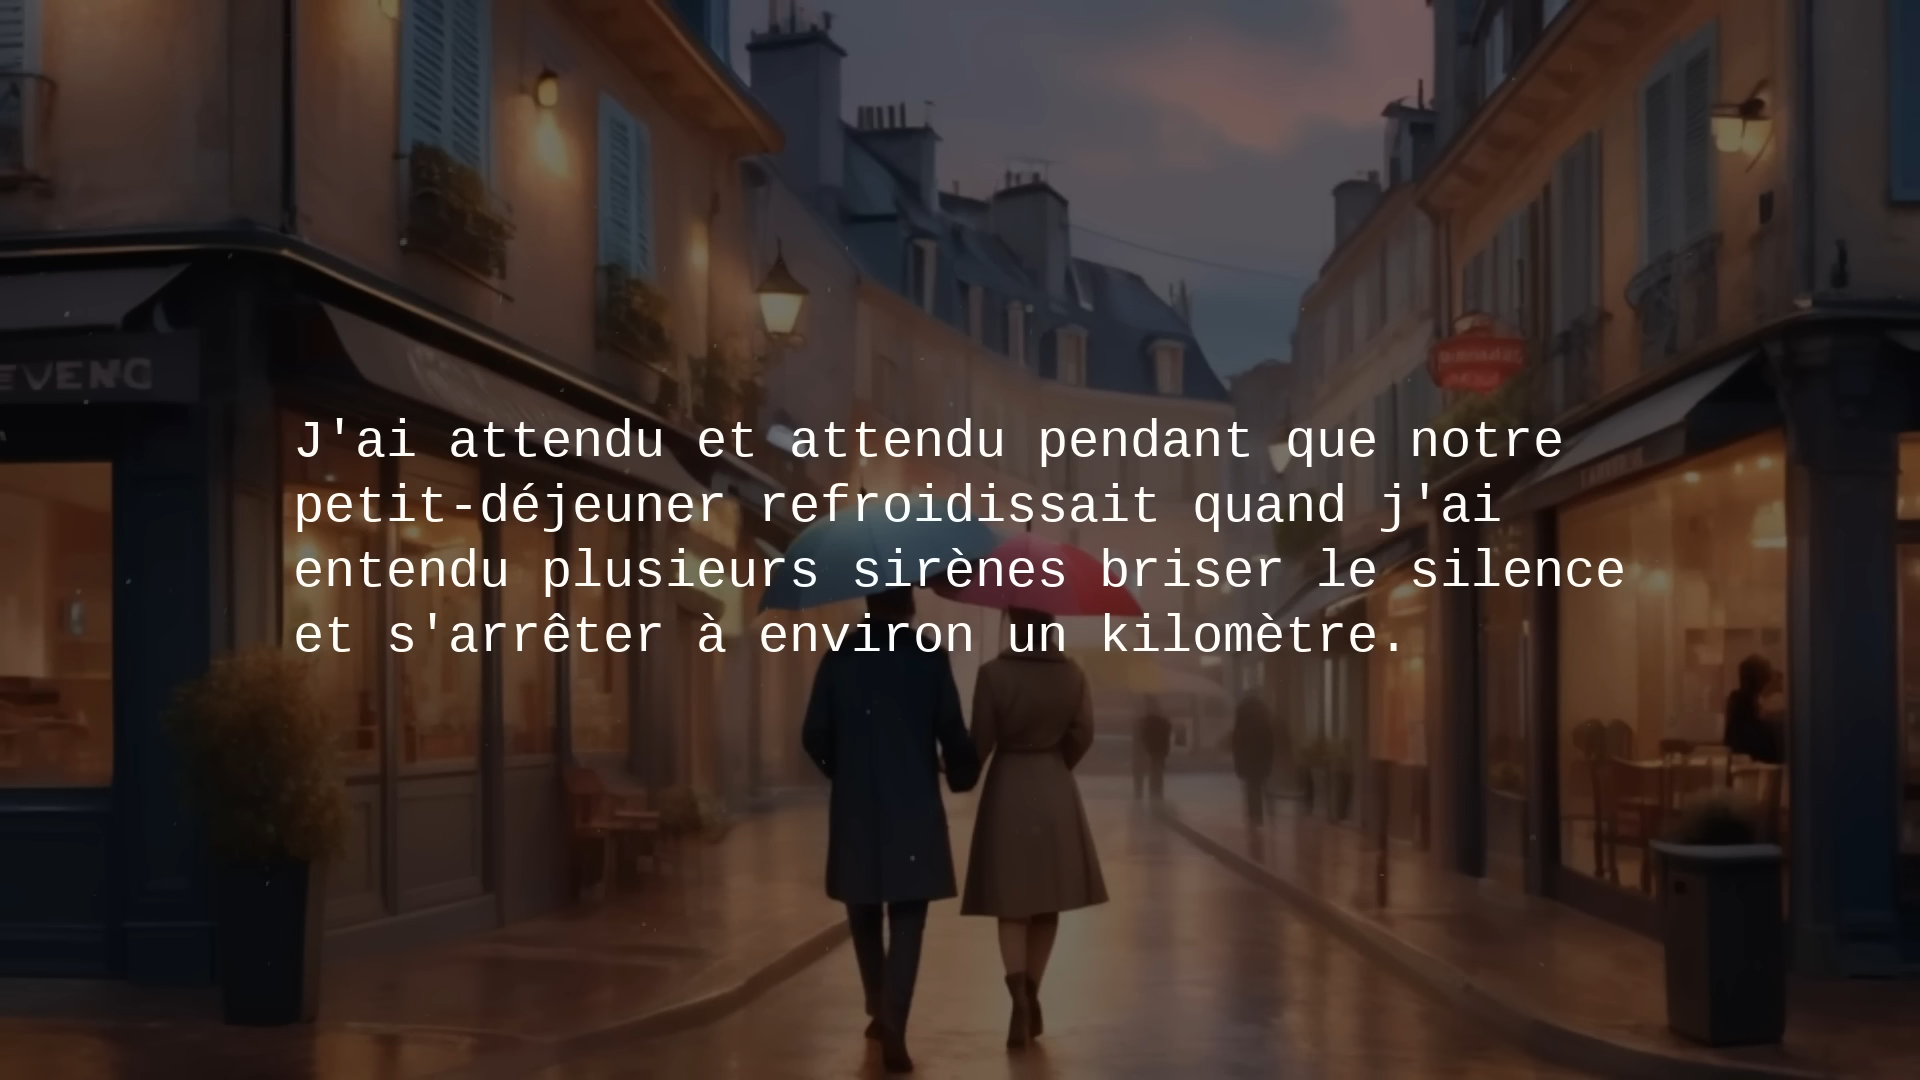 J'ai attendu et attendu pendant que notre
petit-déjeuner refroidissait quand j'ai
entendu plusieurs sirènes briser le silence
et s'arrêter à environ un kilomètre.